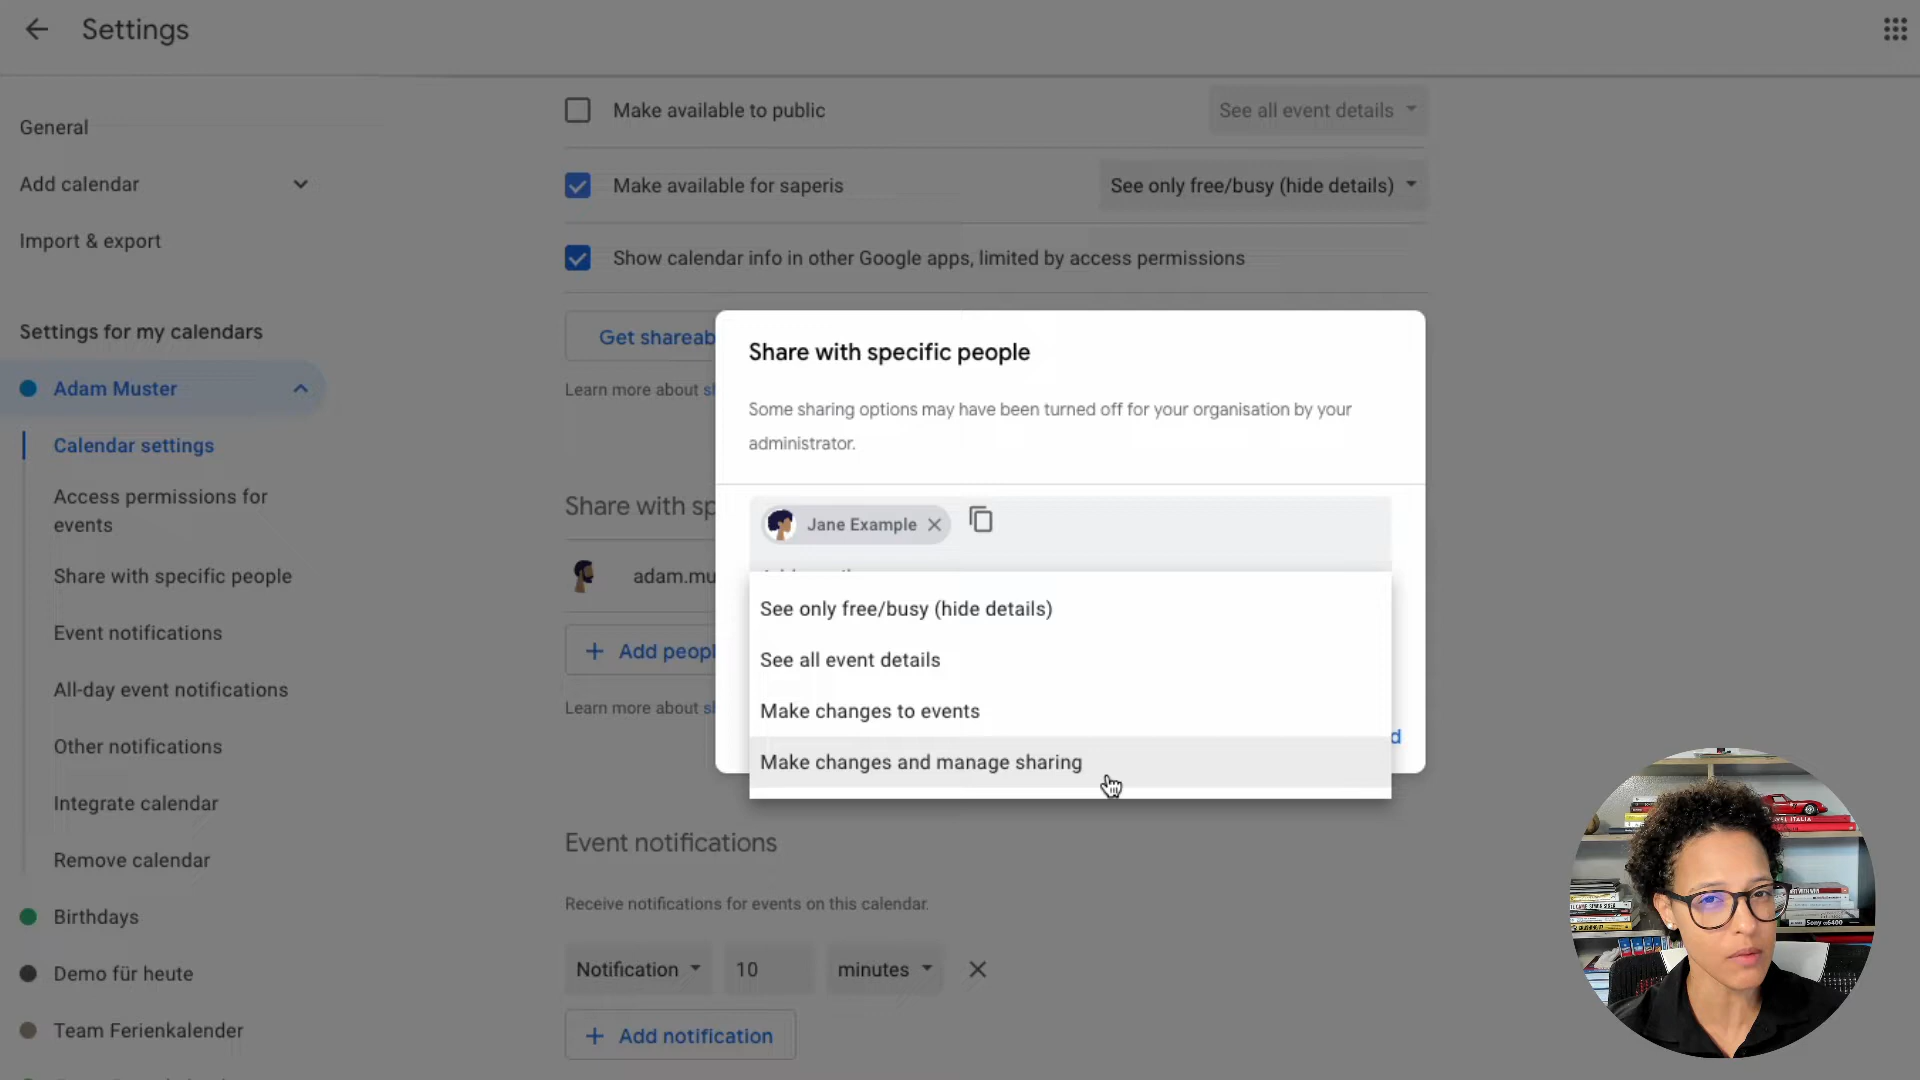 Settings
General
Add calendar
Import & export
Settings for my calendars
Adam Muster
Calendar settings
Access permissions for
events
Share with specific people
Event notifications
All-day event notifications
Other notifications
Integrate calendar
Remove calendar
Birthdays
Demo für heute
Team Ferienkalender
Make available to public
See all event details
Make available for saperis
See only free/busy (hide details)
Show calendar info in other Google apps, limited by access permissions
Get shareab
Learn more about s
Share with sp
adam.mu
+ Add peopl
Learn more about s
Share with specific people
Some sharing options may have been turned off for your organisation by your
administrator.
Jane Example
See only free/busy (hide details)
See all event details
Make changes to events
Make changes and manage sharing
d
Event notifications
Receive notifications for events on this calendar.
Notification 10 minutes
+ Add notification
ITALIA
Sony α6400